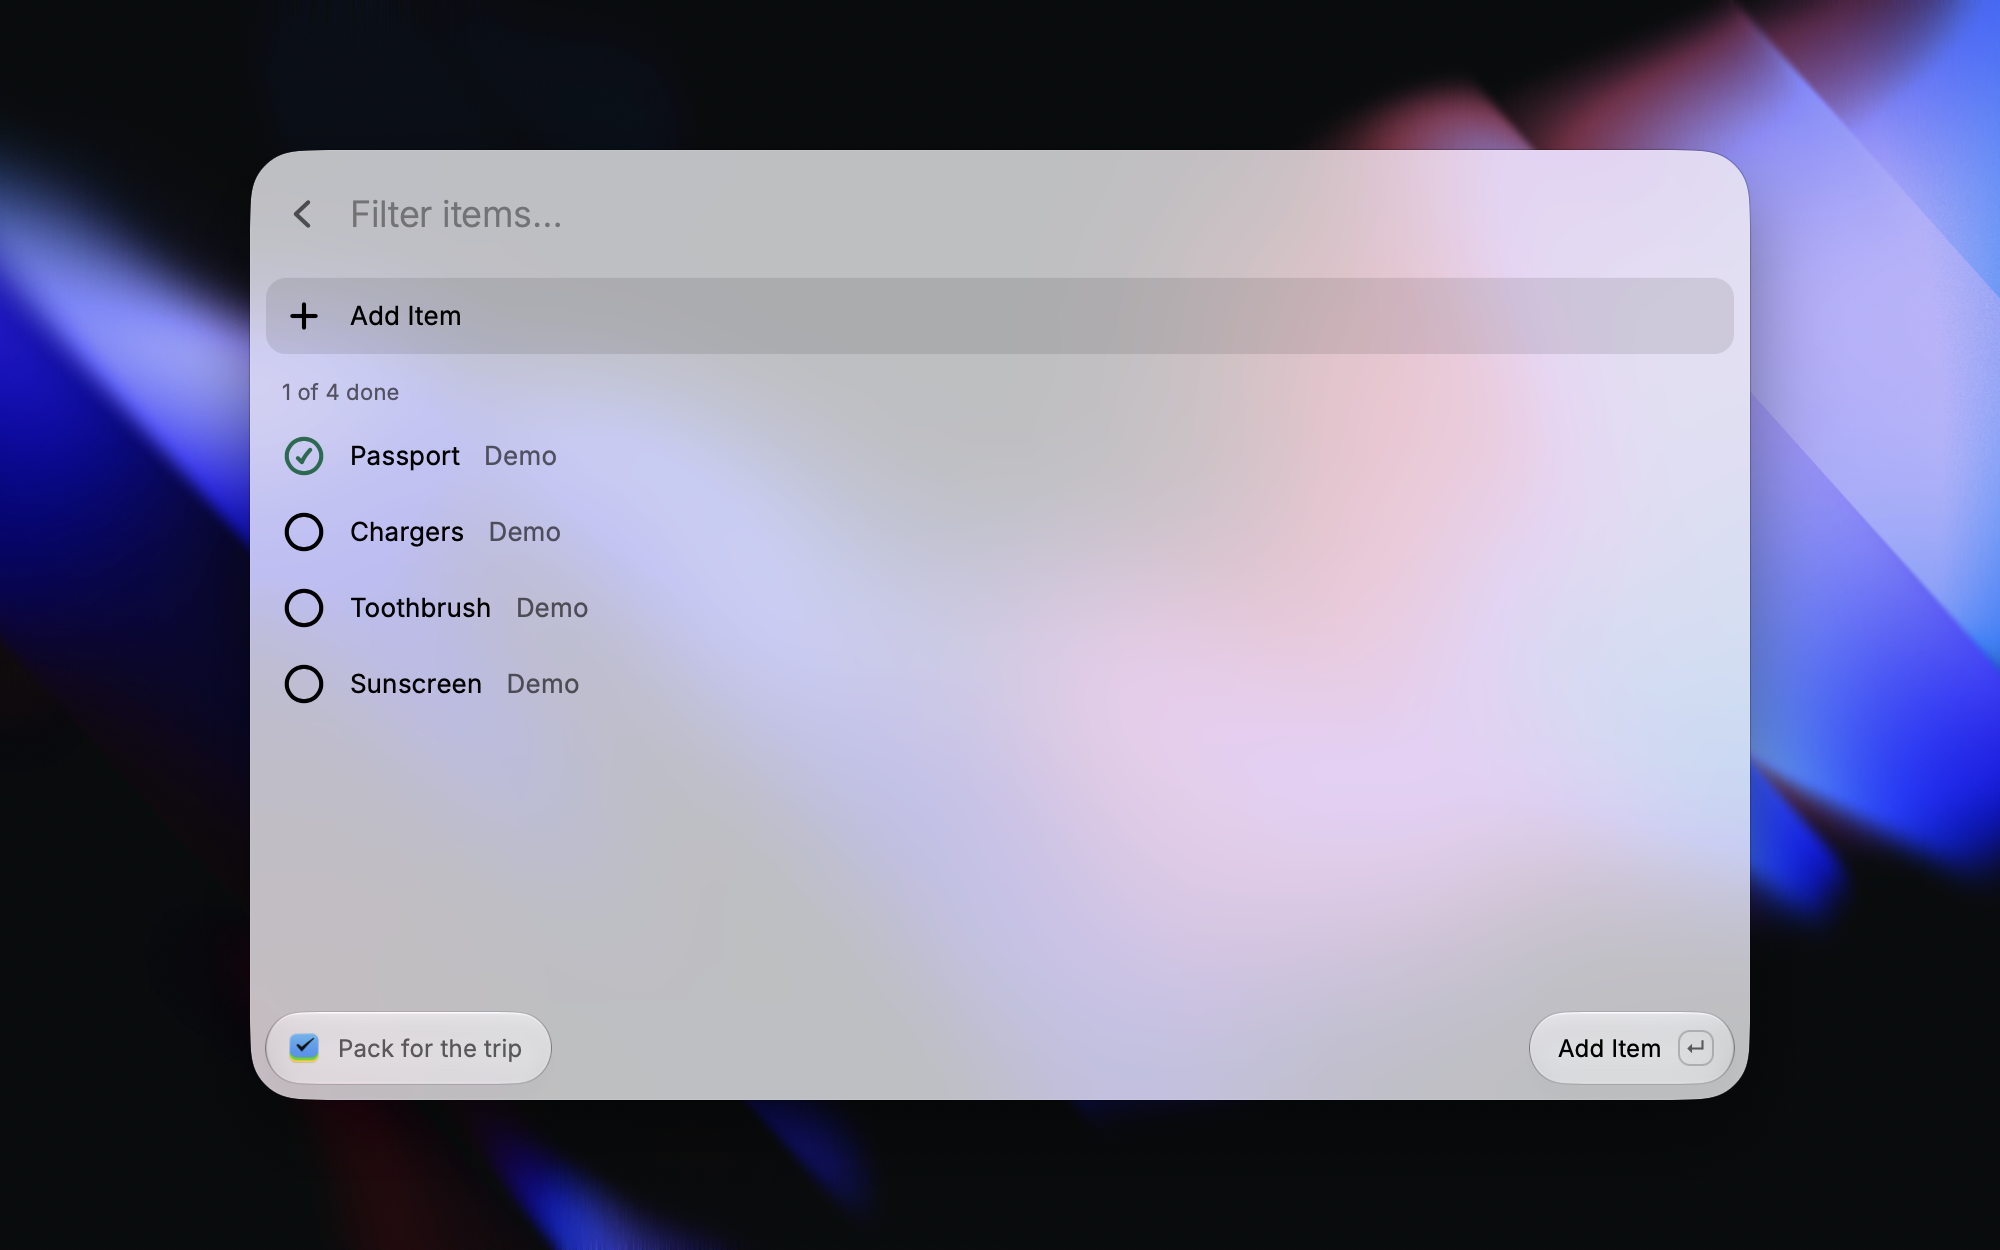 Filter items...
Add Item
1 of 4 done
Passport Demo
Chargers Demo
Toothbrush Demo
Sunscreen Demo
Pack for the trip
Add Item